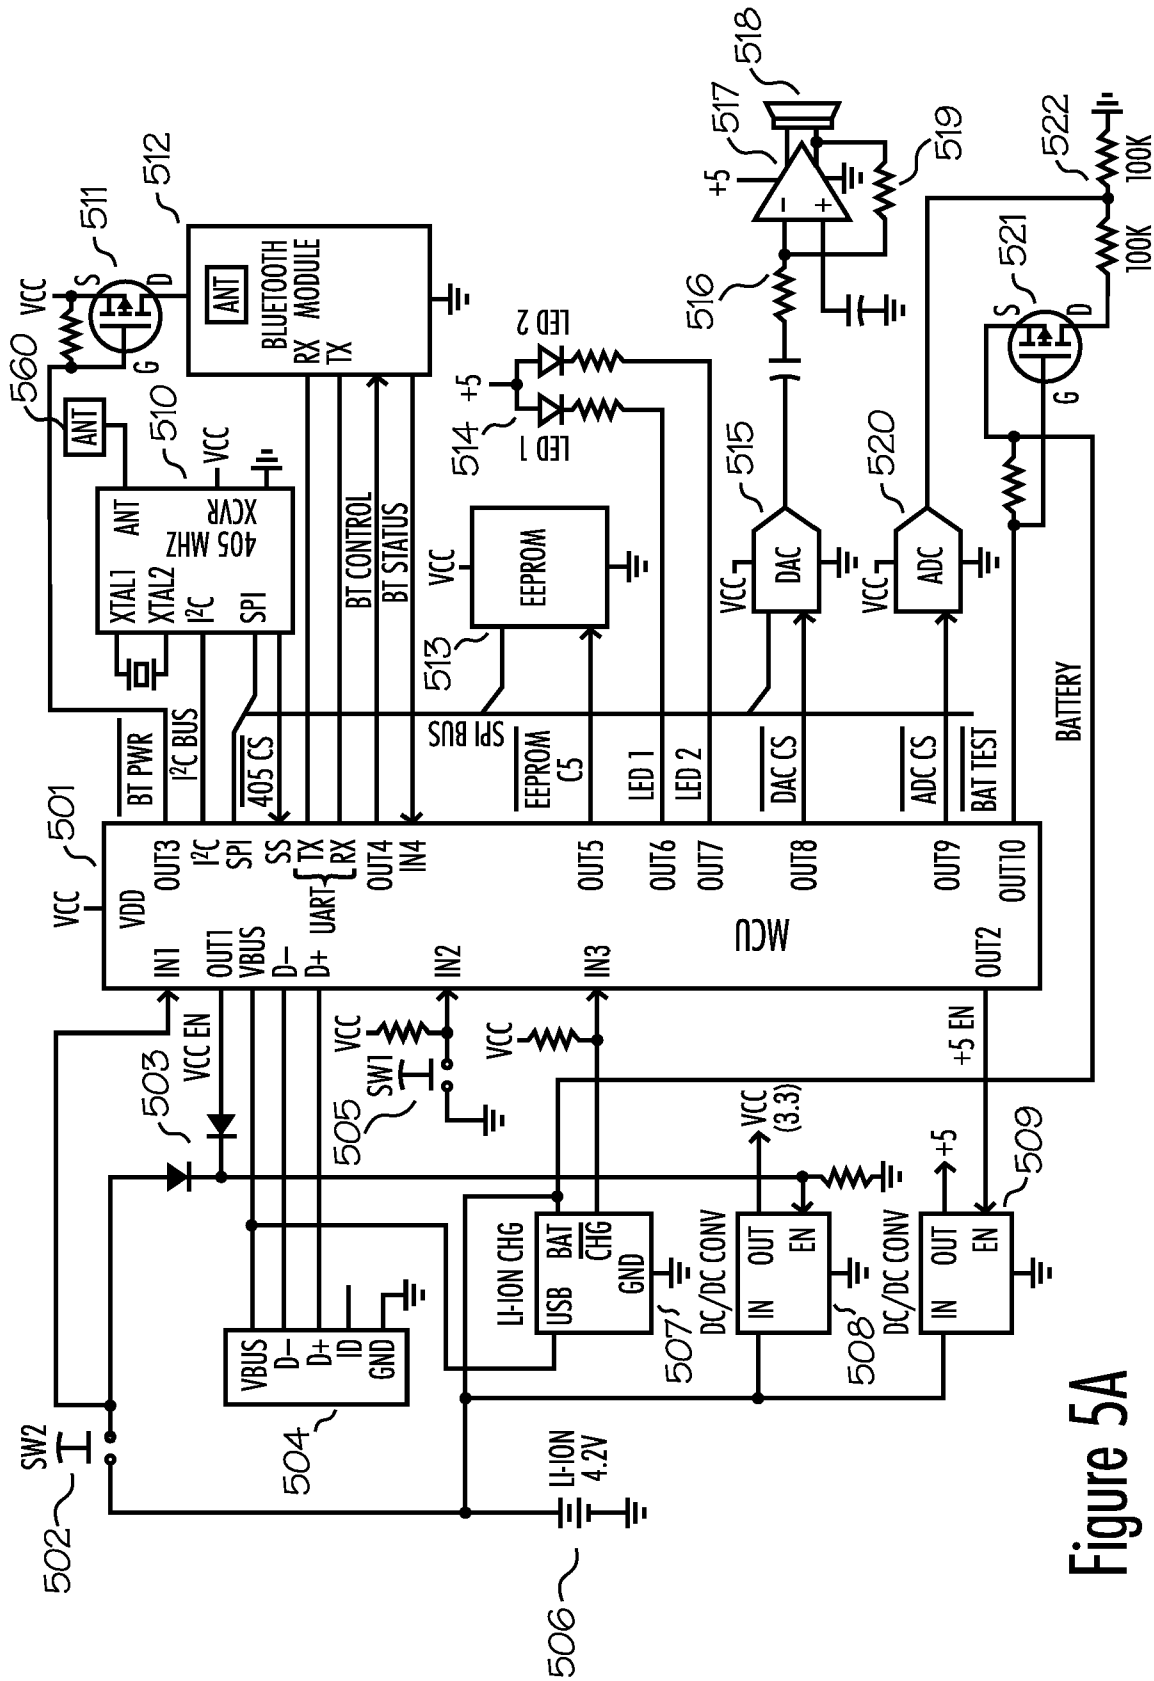 502
SW2
VCC
501
BT PWR
560
ANT
VCC
511
S
D
G
512
ANT
BLUETOOTH
MODULE
RX
TX
503
VCC EN
IN1
VDD
OUT3
OUT1
I²C
VBUS
SPI
D–
SS
D+
TX
UART
RX
OUT4
IN4
I²C BUS
405 CS
XTAL1
ANT
XTAL2
I²C
405 MHZ
XCVR
SPI
510
VCC
BT CONTROL
BT STATUS
504
VBUS
D–
D+
ID
GND
505
SW1
VCC
IN2
VCC
IN3
MCU
OUT5
OUT6
OUT7
OUT8
OUT9
OUT10
OUT2
SPI BUS
513
VCC
EEPROM
EEPROM
C5
514
+5
LED 1
LED 2
LED 1
LED 2
506
LI-ION
4.2V
LI-ION CHG
USB
BAT
CHG
GND
507
DC/DC CONV
IN
OUT
EN
508
VCC
(3.3)
DC/DC CONV
IN
OUT
EN
509
+5
+5 EN
DAC CS
VCC
DAC
515
516
+5
–
+
517
518
519
ADC CS
VCC
ADC
520
BAT TEST
BATTERY
S
D
G
521
522
100K
100K
Figure 5A